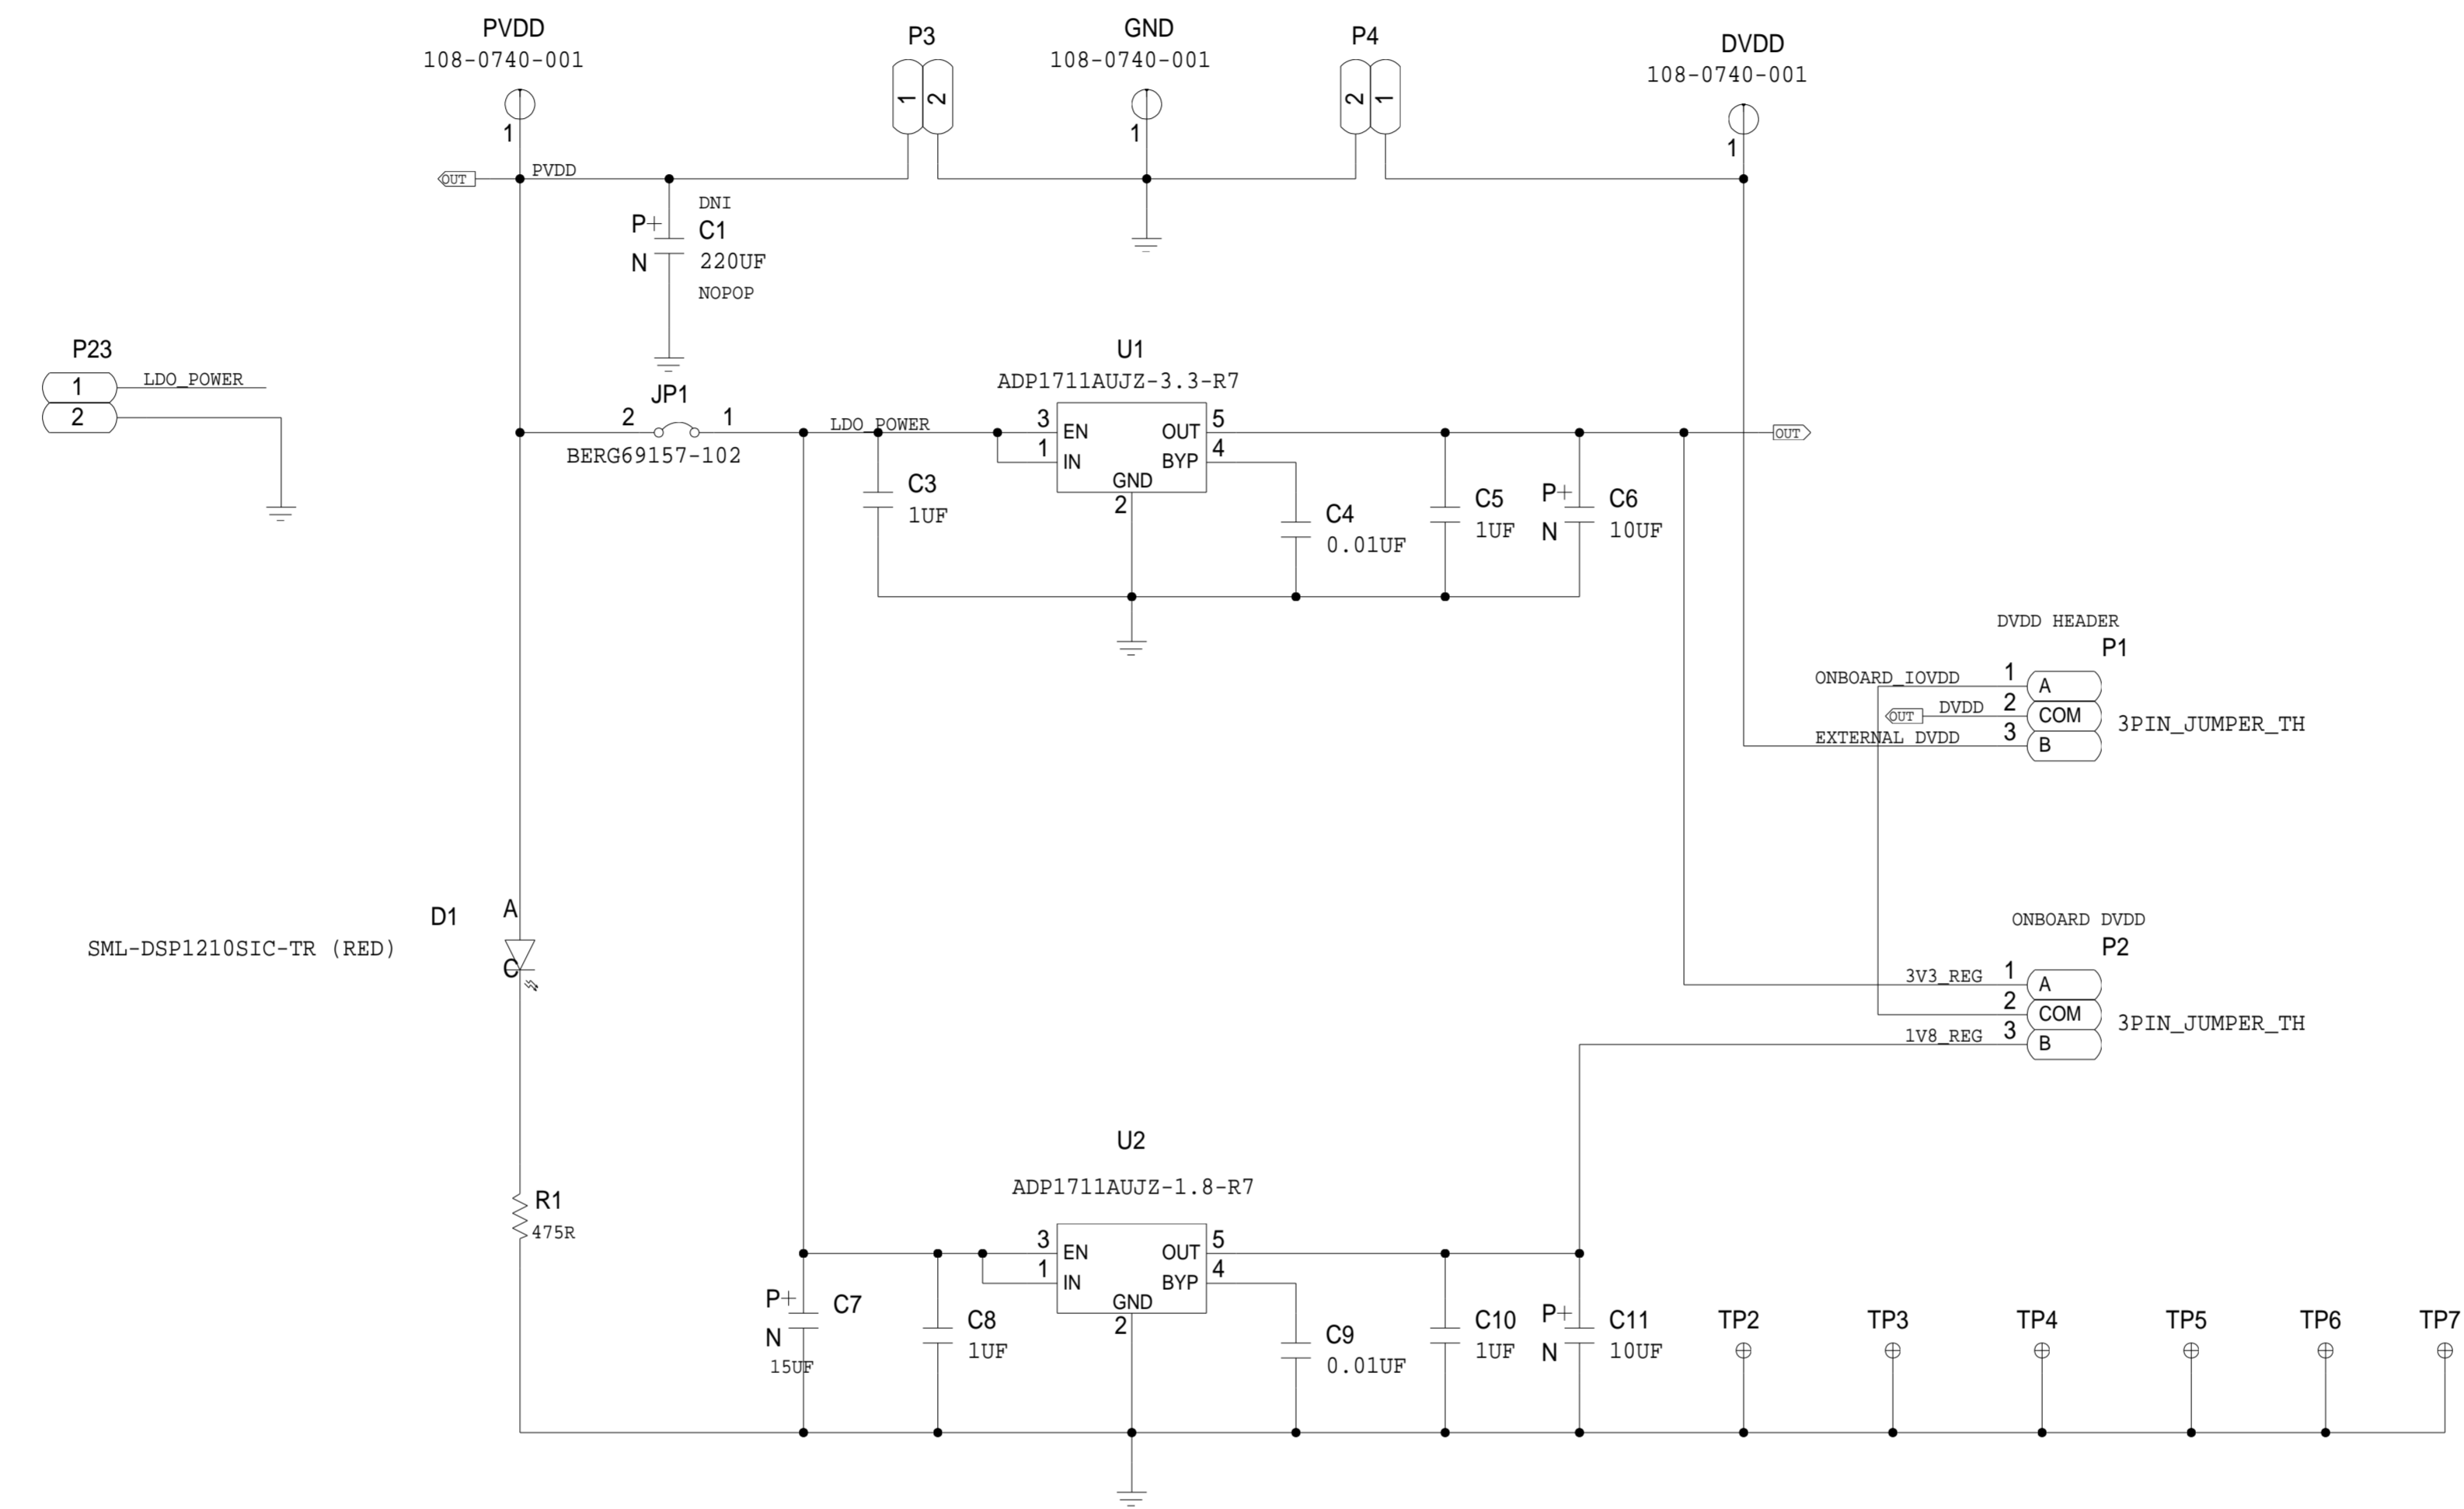 PVDD
108-0740-001
1
P3
1
2
GND
108-0740-001
1
P4
2
1
DVDD
108-0740-001
1
OUT
PVDD
DNI
P+
C1
N
220UF
NOPOP
P23
1
LDO_POWER
2
JP1
2
1
BERG69157-102
LDO_POWER
U1
ADP1711AUJZ-3.3-R7
3
EN
OUT
5
1
IN
BYP
4
GND
2
OUT
C3
1UF
C4
0.01UF
C5
1UF
P+
N
C6
10UF
DVDD HEADER
P1
ONBOARD_IOVDD
1
A
OUT
DVDD
2
COM
3PIN_JUMPER_TH
EXTERNAL DVDD
3
B
D1
A
SML-DSP1210SIC-TR (RED)
C
ONBOARD DVDD
P2
3V3_REG
1
A
2
COM
3PIN_JUMPER_TH
1V8_REG
3
B
R1
475R
U2
ADP1711AUJZ-1.8-R7
3
EN
OUT
5
1
IN
BYP
4
GND
2
P+
C7
N
15UF
C8
1UF
C9
0.01UF
C10
1UF
P+
N
C11
10UF
TP2
TP3
TP4
TP5
TP6
TP7